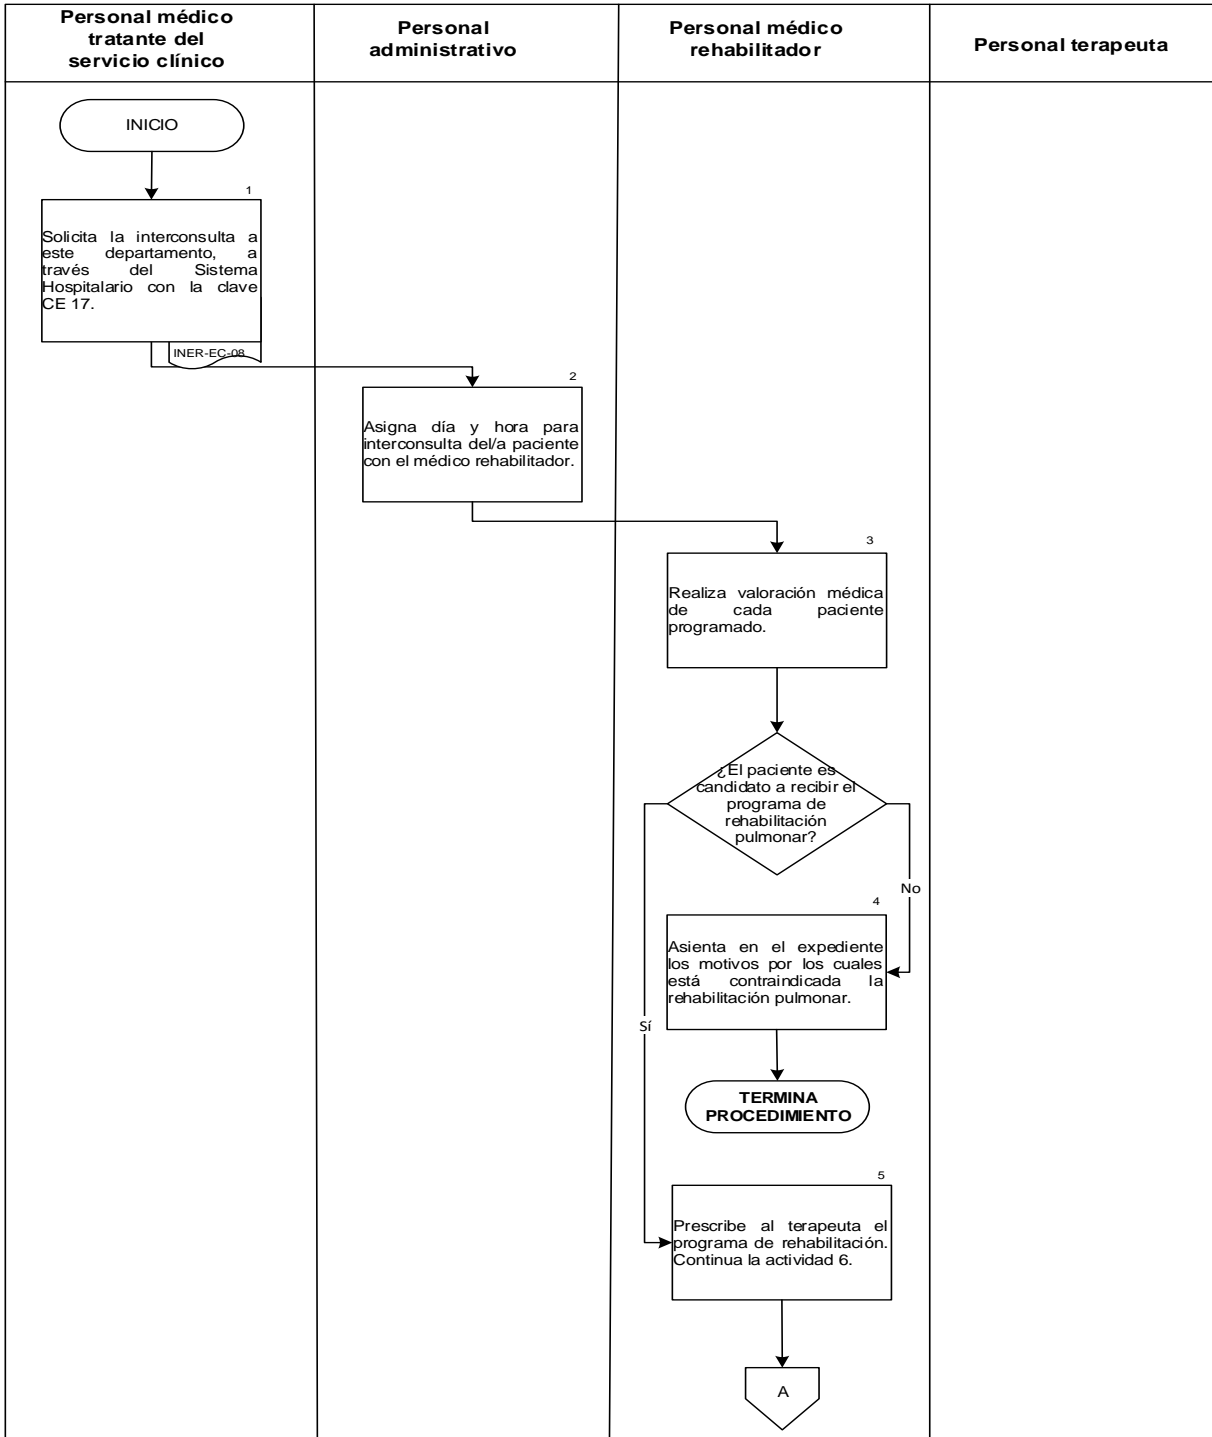 Personal médico
tratante del
servicio clínico
Personal
administrativo
Personal médico
rehabilitador
Personal terapeuta
INICIO
1
Solicita la interconsulta a
este departamento, a
través del Sistema
Hospitalario con la clave
CE 17.
INER-EC-08
2
Asigna día y hora para
interconsulta del/a paciente
con el médico rehabilitador.
3
Realiza valoración médica
de cada paciente
programado.
¿El paciente es
candidato a recibir el
programa de
rehabilitación
pulmonar?
No
4
Asienta en el expediente
los motivos por los cuales
está contraindicada la
rehabilitación pulmonar.
Sí
TERMINA
PROCEDIMIENTO
5
Prescribe al terapeuta el
programa de rehabilitación.
Continua la actividad 6.
A